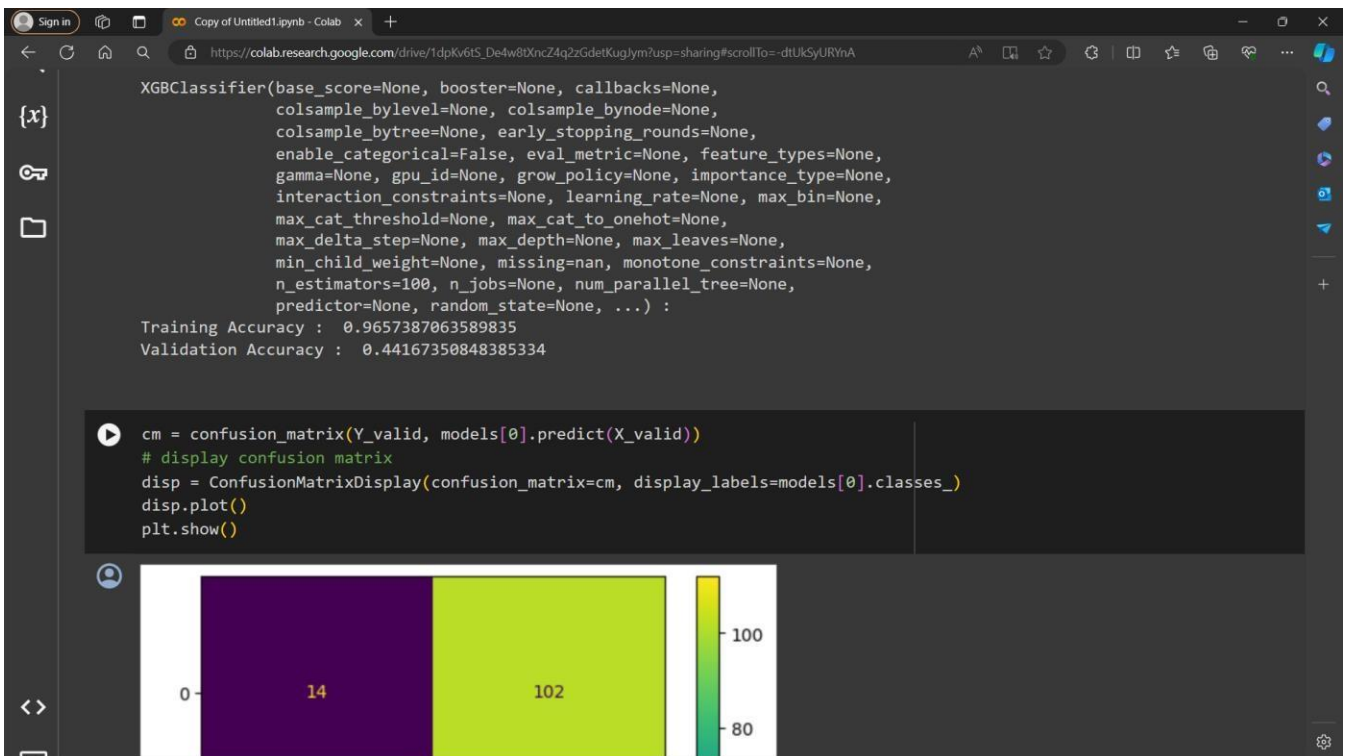 Sign in
Copy of Untitled1.ipynb - Colab
https://colab.research.google.com/drive/1dpKv6tS_De4w8tXncZ4q2zGdetKugJym?usp=sharing#scrollTo=-dtUkSyURYnA
{x}
XGBClassifier(base_score=None, booster=None, callbacks=None,
colsample_bylevel=None, colsample_bynode=None,
colsample_bytree=None, early_stopping_rounds=None,
enable_categorical=False, eval_metric=None, feature_types=None,
gamma=None, gpu_id=None, grow_policy=None, importance_type=None,
interaction_constraints=None, learning_rate=None, max_bin=None,
max_cat_threshold=None, max_cat_to_onehot=None,
max_delta_step=None, max_depth=None, max_leaves=None,
min_child_weight=None, missing=nan, monotone_constraints=None,
n_estimators=100, n_jobs=None, num_parallel_tree=None,
predictor=None, random_state=None, ...) :
Training Accuracy :  0.9657387063589835
Validation Accuracy :  0.44167350848385334
cm = confusion_matrix(Y_valid, models[0].predict(X_valid))
# display confusion matrix
disp = ConfusionMatrixDisplay(confusion_matrix=cm, display_labels=models[0].classes_)
disp.plot()
plt.show()
100
0
14
102
80